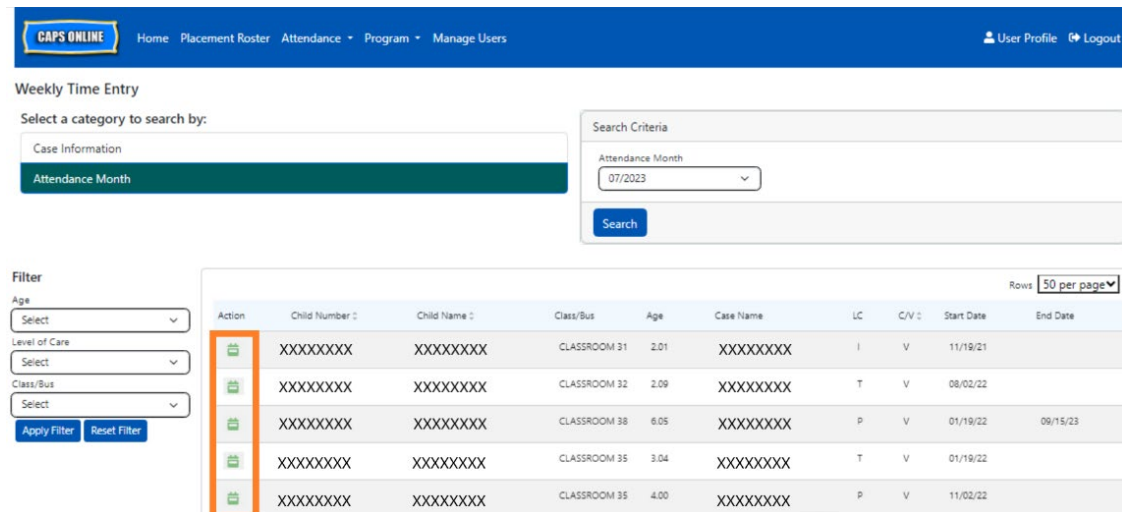 CAPS ONLINE Home Placement Roster Attendance Program Manage Users User Profile Logout
Weekly Time Entry
Select a category to search by:
Case Information
Attendance Month
Search Criteria
Attendance Month
07/2023
Search
Filter
Age
Select
Level of Care
Select
Class/Bus
Select
Apply Filter Reset Filter
Rows 50 per page
Action Child Number Child Name Class/Bus Age Case Name LC C/V Start Date End Date
XXXXXXXX XXXXXXXX CLASSROOM 31 2.01 XXXXXXXX I V 11/19/21
XXXXXXXX XXXXXXXX CLASSROOM 32 2.09 XXXXXXXX T V 08/02/22
XXXXXXXX XXXXXXXX CLASSROOM 38 6.05 XXXXXXXX P V 01/19/22 09/15/23
XXXXXXXX XXXXXXXX CLASSROOM 35 3.04 XXXXXXXX T V 01/19/22
XXXXXXXX XXXXXXXX CLASSROOM 35 4.00 XXXXXXXX P V 11/02/22